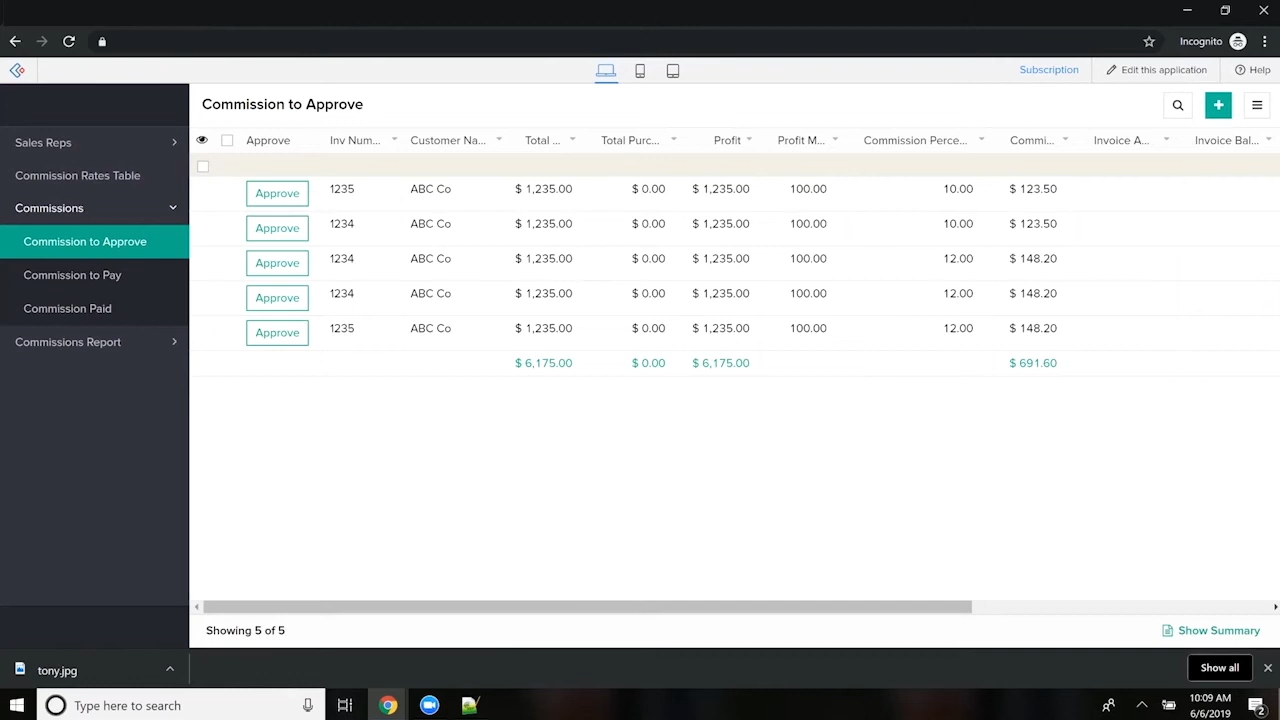 Incognito
Subscription Edit this application Help
Sales Reps
Commission Rates Table
Commissions
Commission to Approve
Commission to Pay
Commission Paid
Commissions Report
Commission to Approve
Approve Inv Num... Customer Na... Total ... Total Purc... Profit Profit M... Commission Perce... Commi... Invoice A... Invoice Bal...
Approve 1235 ABC Co $ 1,235.00 $ 0.00 $ 1,235.00 100.00 10.00 $ 123.50
Approve 1234 ABC Co $ 1,235.00 $ 0.00 $ 1,235.00 100.00 10.00 $ 123.50
Approve 1234 ABC Co $ 1,235.00 $ 0.00 $ 1,235.00 100.00 12.00 $ 148.20
Approve 1234 ABC Co $ 1,235.00 $ 0.00 $ 1,235.00 100.00 12.00 $ 148.20
Approve 1235 ABC Co $ 1,235.00 $ 0.00 $ 1,235.00 100.00 12.00 $ 148.20
$ 6,175.00 $ 0.00 $ 6,175.00 $ 691.60
Showing 5 of 5 Show Summary
tony.jpg Show all
Type here to search 10:09 AM
6/6/2019 2